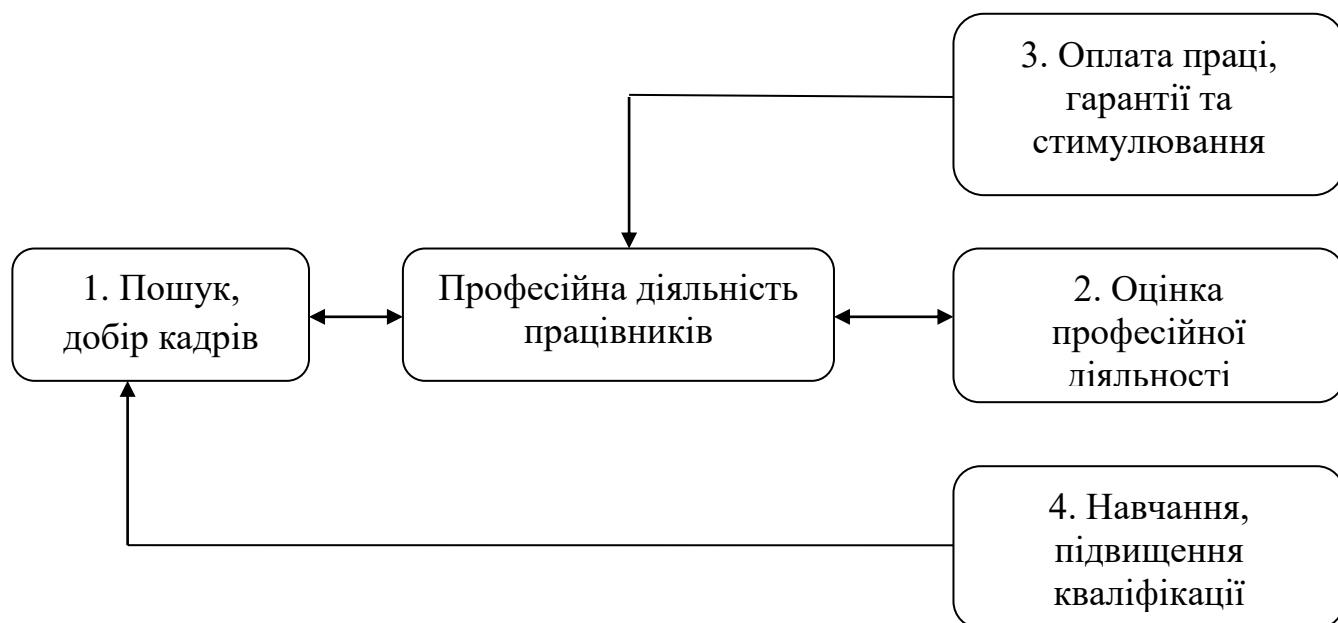 3. Оплата праці,
гарантії та
стимулювання
1. Пошук,
добір кадрів
Професійна діяльність
працівників
2. Оцінка
професійної
діяльності
4. Навчання,
підвищення
кваліфікації